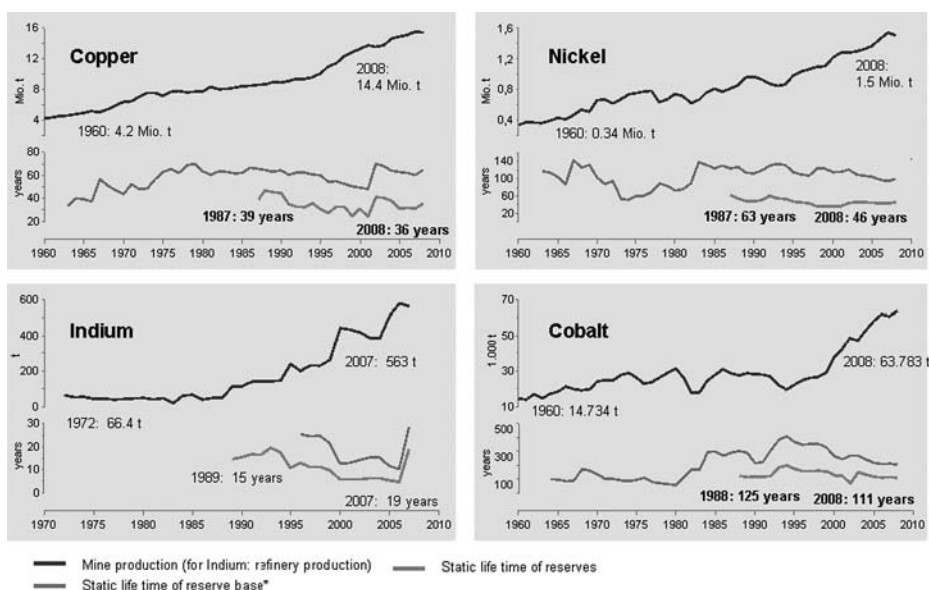 Copper
16
12
8
4
Mio. t
2008:
14.4 Mio. t
1960: 4.2 Mio. t
80
60
40
20
years
1987: 39 years
2008: 36 years
1960 1965 1970 1975 1980 1985 1990 1995 2000 2005 2010
Nickel
1,6
1,2
0,8
0,4
Mio. t
2008:
1.5 Mio. t
1960: 0.34 Mio. t
140
100
60
20
years
1987: 63 years
2008: 46 years
1960 1965 1970 1975 1980 1985 1990 1995 2000 2005 2010
Indium
600
400
200
0
t
2007: 563 t
1972: 66.4 t
30
20
10
0
years
1989: 15 years
2007: 19 years
1970 1975 1980 1985 1990 1995 2000 2005 2010
Cobalt
70
50
30
10
1.000 t
2008: 63.783 t
1960: 14.734 t
500
300
100
years
1988: 125 years
2008: 111 years
1960 1965 1970 1975 1980 1985 1990 1995 2000 2005 2010
Mine production (for Indium: refinery production)
Static life time of reserves
Static life time of reserve base*